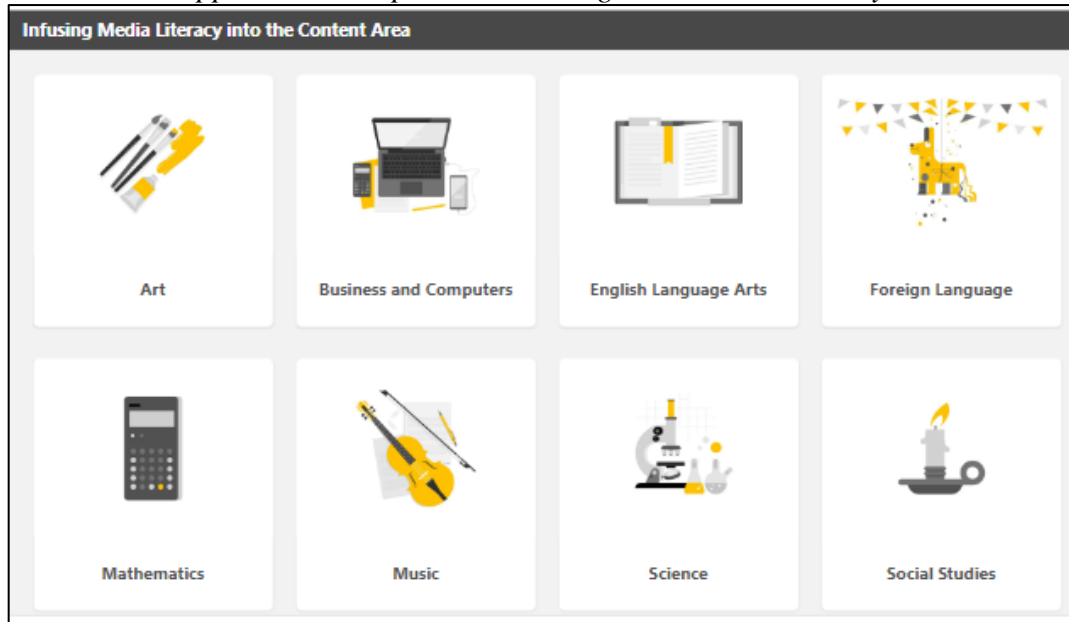 Infusing Media Literacy into the Content Area
Art
Business and Computers
English Language Arts
Foreign Language
Mathematics
Music
Science
Social Studies